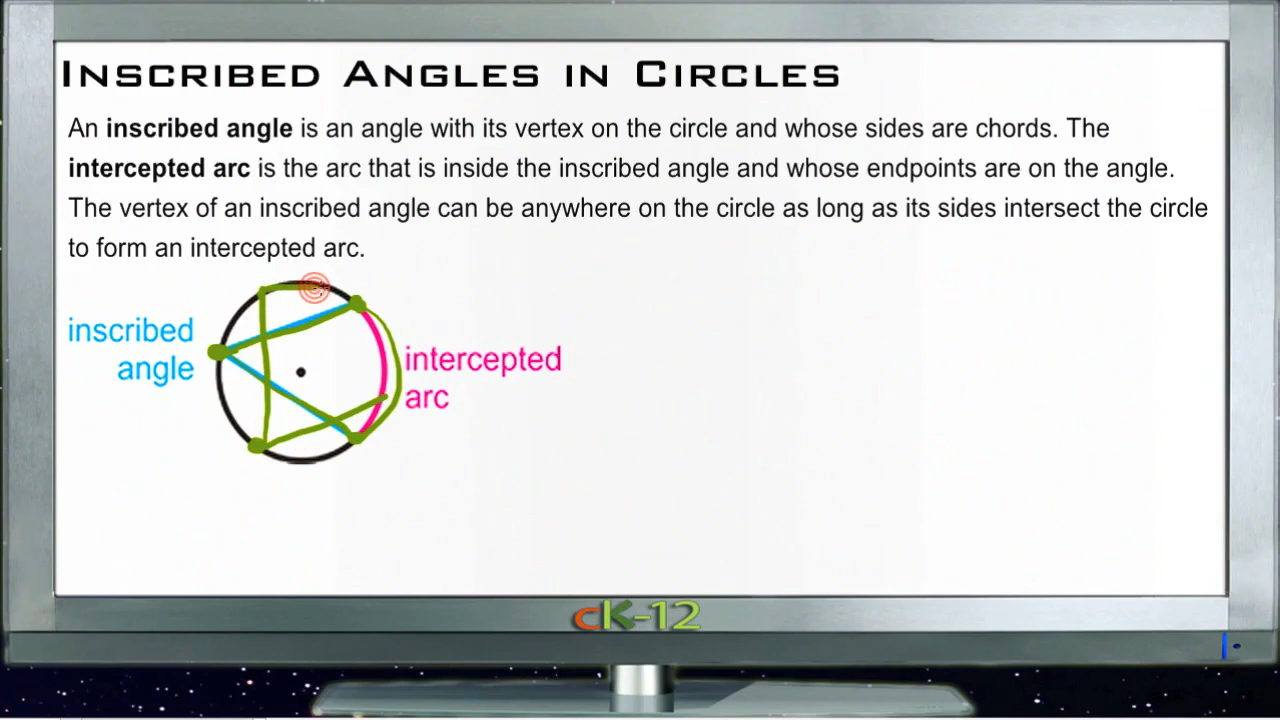 INSCRIBED ANGLES IN CIRCLES
An inscribed angle is an angle with its vertex on the circle and whose sides are chords. The
intercepted arc is the arc that is inside the inscribed angle and whose endpoints are on the angle.
The vertex of an inscribed angle can be anywhere on the circle as long as its sides intersect the circle
to form an intercepted arc.
inscribed
angle
intercepted
arc
cK-12